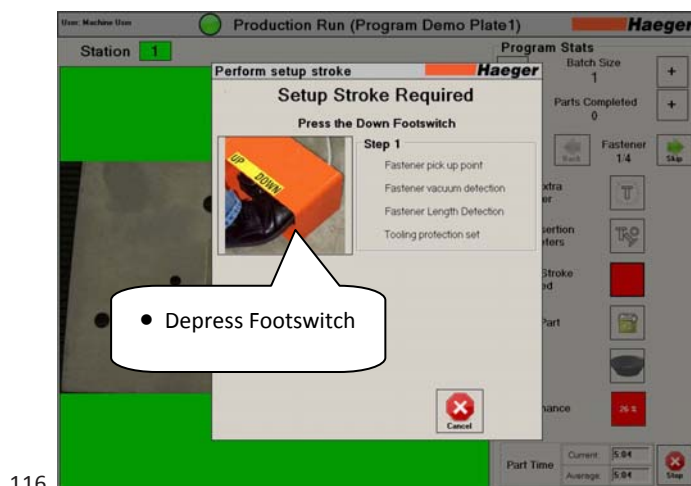 User: Machine User
Production Run (Program Demo Plate1)
Haeger
Station 1
Program Stats
Batch Size
1
+
Parts Completed
0
+
Back
Fastener
1/4
Skip
Perform setup stroke
Haeger
Setup Stroke Required
Press the Down Footswitch
UP DOWN
Step 1
Fastener pick up point
Fastener vacuum detection
Fastener Length Detection
Tooling protection set
xtra
er
T
sertion
eters
Stroke
ed
Part
ance
26 %
• Depress Footswitch
Cancel
Part Time
Current 5.04
Average 5.04
Stop
116